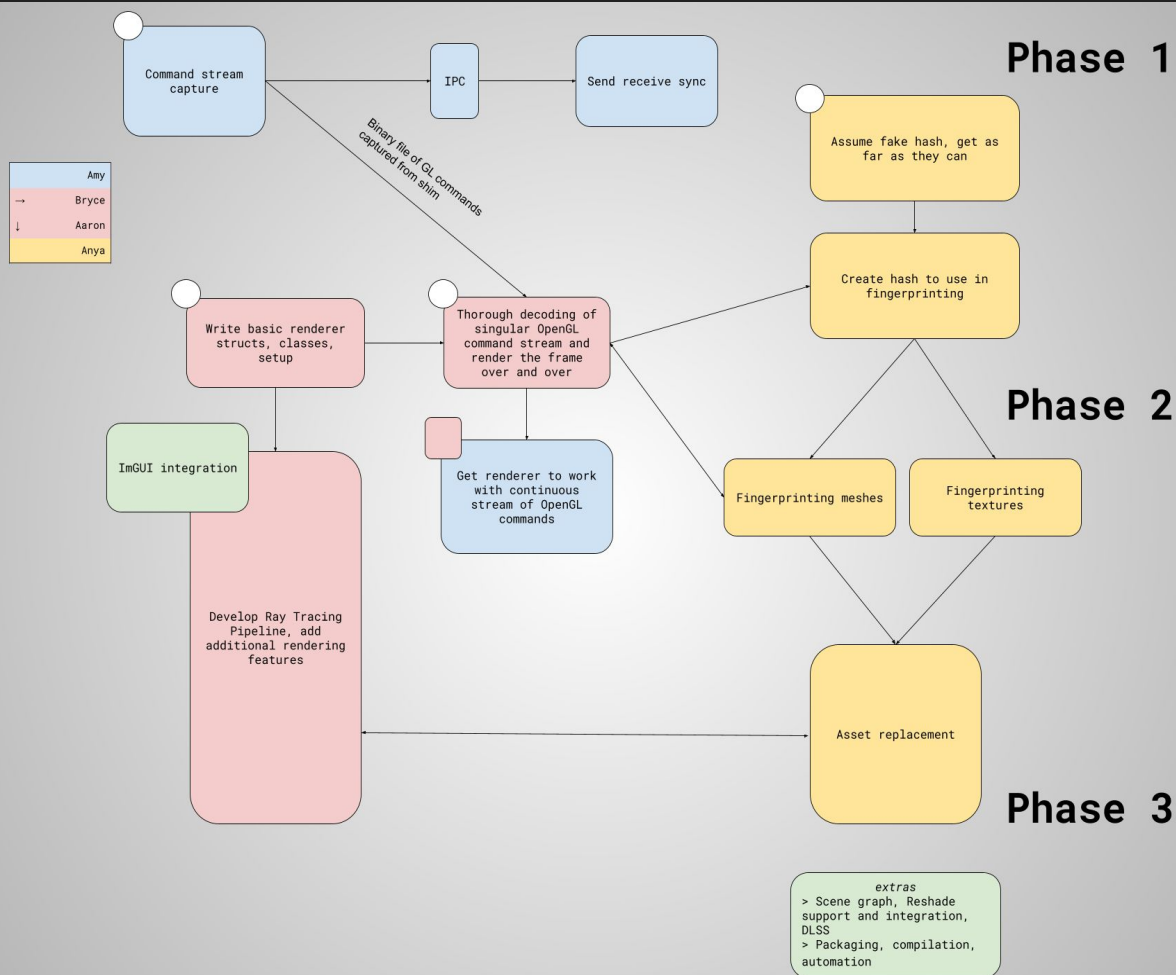 Phase 1
Command stream
capture
IPC
Send receive sync
Binary file of GL commands
captured from shim
Assume fake hash, get as
far as they can
Amy
→ Bryce
↓ Aaron
Anya
Create hash to use in
fingerprinting
Write basic renderer
structs, classes,
setup
Thorough decoding of
singular OpenGL
command stream and
render the frame
over and over
Phase 2
ImGUI integration
Get renderer to work
with continuous
stream of OpenGL
commands
Fingerprinting meshes
Fingerprinting
textures
Develop Ray Tracing
Pipeline, add
additional rendering
features
Asset replacement
Phase 3
extras
> Scene graph, Reshade
support and integration,
DLSS
> Packaging, compilation,
automation